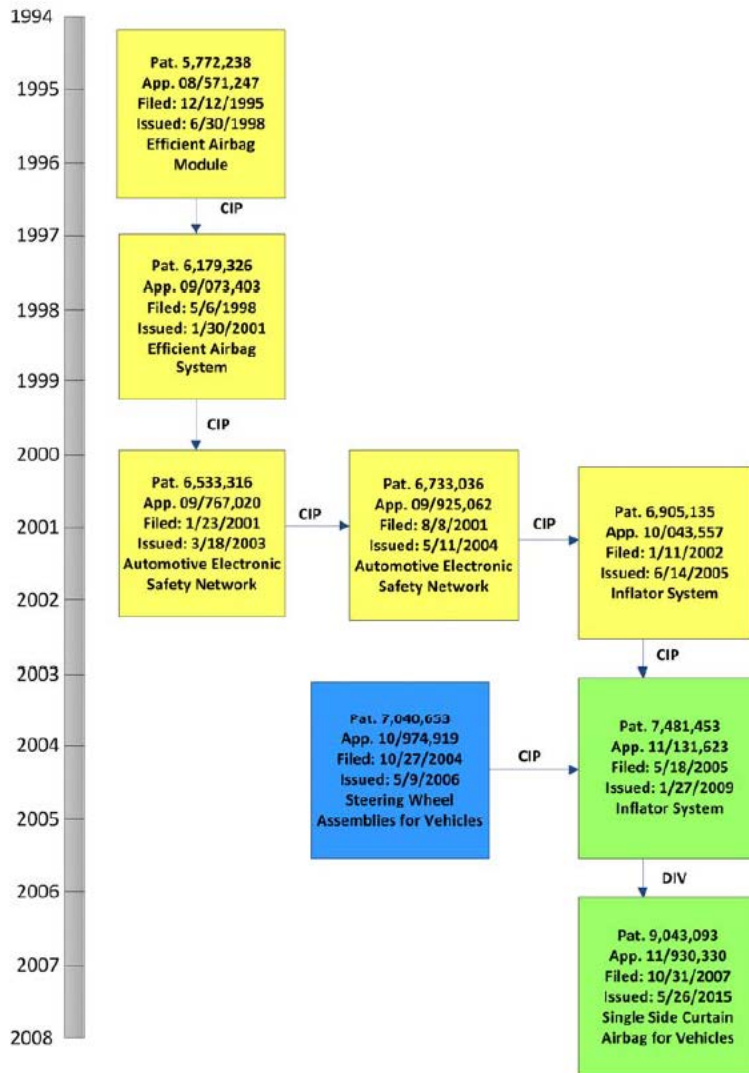 1994
1995
1996
1997
1998
1999
2000
2001
2002
2003
2004
2005
2006
2007
2008
Pat. 5,772,238
App. 08/571,247
Filed: 12/12/1995
Issued: 6/30/1998
Efficient Airbag
Module
CIP
Pat. 6,179,326
App. 09/073,403
Filed: 5/6/1998
Issued: 1/30/2001
Efficient Airbag
System
CIP
Pat. 6,533,316
App. 09/767,020
Filed: 1/23/2001
Issued: 3/18/2003
Automotive Electronic
Safety Network
CIP
Pat. 6,733,036
App. 09/925,062
Filed: 8/8/2001
Issued: 5/11/2004
Automotive Electronic
Safety Network
CIP
Pat. 6,905,135
App. 10/043,557
Filed: 1/11/2002
Issued: 6/14/2005
Inflator System
CIP
Pat. 7,040,653
App. 10/974,919
Filed: 10/27/2004
Issued: 5/9/2006
Steering Wheel
Assemblies for Vehicles
CIP
Pat. 7,481,453
App. 11/131,623
Filed: 5/18/2005
Issued: 1/27/2009
Inflator System
DIV
Pat. 9,043,093
App. 11/930,330
Filed: 10/31/2007
Issued: 5/26/2015
Single Side Curtain
Airbag for Vehicles